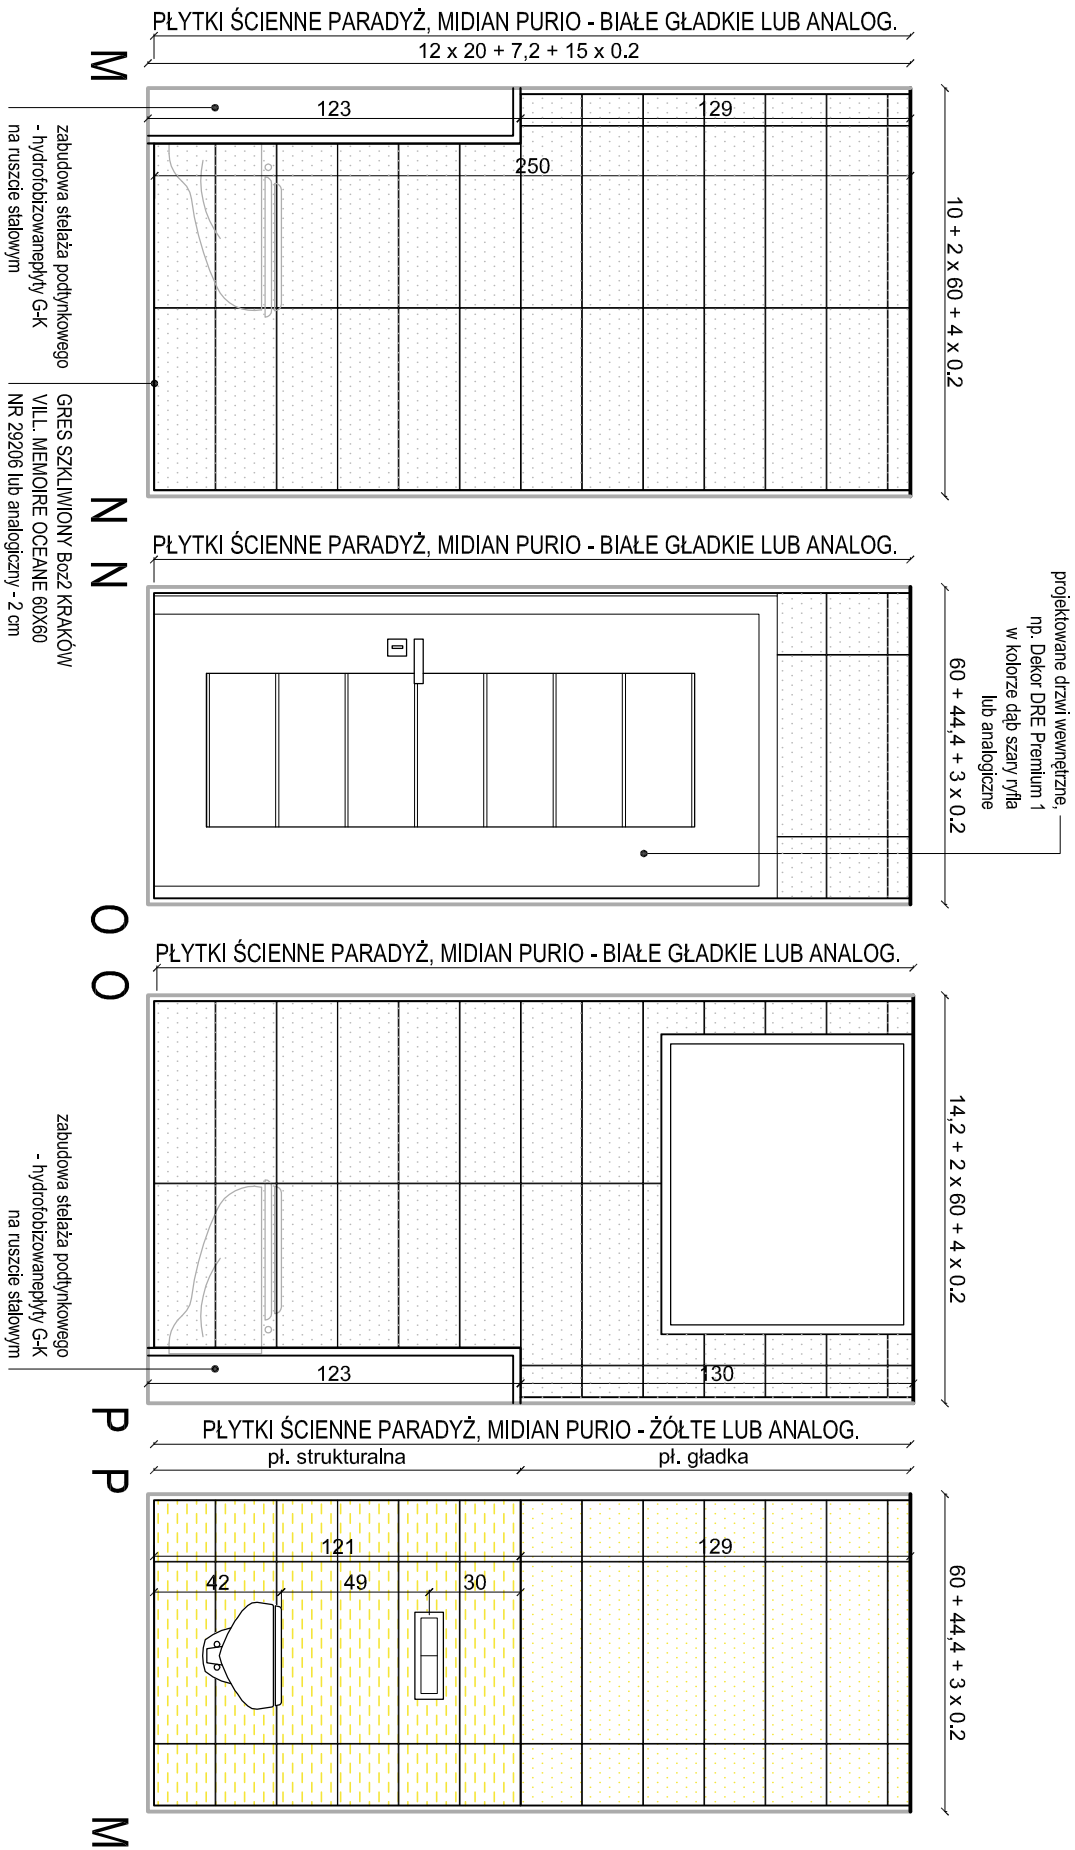 PŁYTKI ŚCIENNE PARADYŻ, MIDIAN PURIO - BIAŁE GŁADKIE LUB ANALOG.
12 x 20 + 7,2 + 15 x 0.2
M
123
129
250
10 + 2 x 60 + 4 x 0.2
zabudowa stelaża podtynkowego
- hydrofobizowanepłyty G-K
na ruszcie stalowym
GRES SZKLIWIONY Boz2 KRAKÓW
VILL. MEMOIRE OCEANE 60X60
NR 29206 lub analogiczny - 2 cm
N
N
PŁYTKI ŚCIENNE PARADYŻ, MIDIAN PURIO - BIAŁE GŁADKIE LUB ANALOG.
projektowane drzwi wewnętrzne,
np. Dekor DRE Premium 1
w kolorze dąb szary ryfla
lub analogiczne
60 + 44,4 + 3 x 0.2
O
O
PŁYTKI ŚCIENNE PARADYŻ, MIDIAN PURIO - BIAŁE GŁADKIE LUB ANALOG.
14,2 + 2 x 60 + 4 x 0.2
zabudowa stelaża podtynkowego
- hydrofobizowanepłyty G-K
na ruszcie stalowym
123
130
P
P
PŁYTKI ŚCIENNE PARADYŻ, MIDIAN PURIO - ŻÓŁTE LUB ANALOG.
pł. strukturalna
pł. gładka
121
129
42
49
30
60 + 44,4 + 3 x 0.2
M